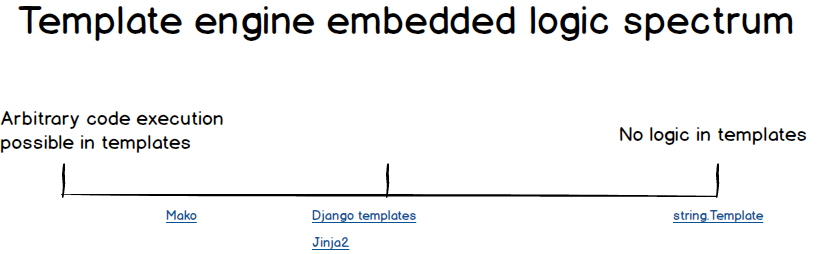 Template engine embedded logic spectrum
Arbitrary code execution
possible in templates
No logic in templates
Mako
Django templates
string.Template
Jinja2